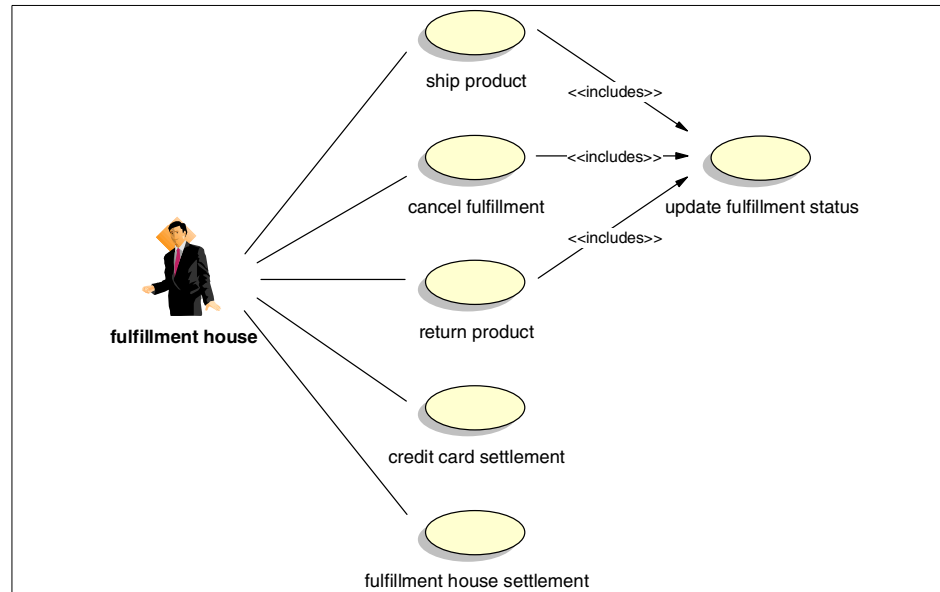 ship product
<<includes>>
cancel fulfillment
<<includes>>
update fulfillment status
<<includes>>
return product
fulfillment house
credit card settlement
fulfillment house settlement